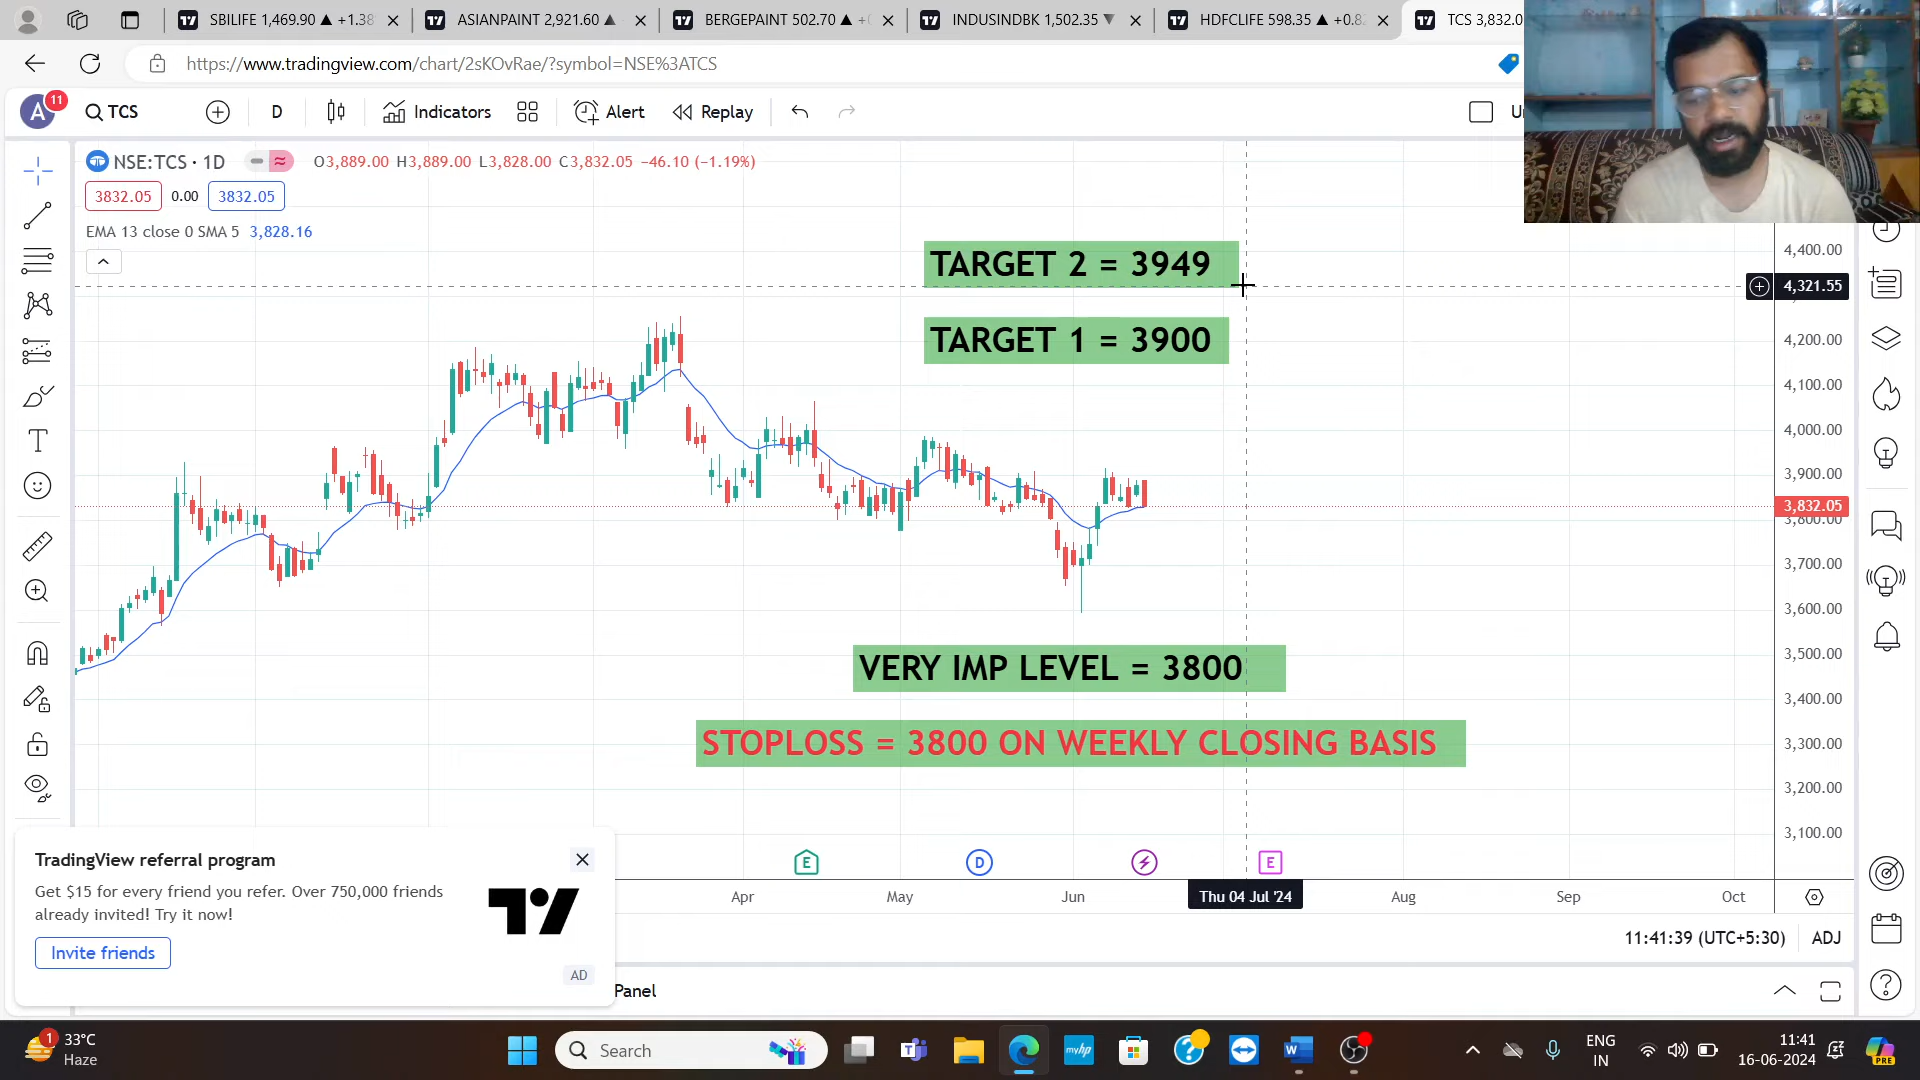 SBILIFE 1,469.90 ▲ +1.38
ASIANPAINT 2,921.60 ▲
BERGEPAINT 502.70 ▲ +0
INDUSINDBK 1,502.35 ▼
HDFCLIFE 598.35 ▲ +0.8
TCS 3,832.0
https://www.tradingview.com/chart/2sKOvRae/?symbol=NSE%3ATCS
A 11
TCS
D
Indicators
Alert
Replay
NSE:TCS · 1D
O3,889.00 H3,889.00 L3,828.00 C3,832.05 −46.10 (−1.19%)
3832.05 0.00 3832.05
EMA 13 close 0 SMA 5 3,828.16
TARGET 2 = 3949
TARGET 1 = 3900
VERY IMP LEVEL = 3800
STOPLOSS = 3800 ON WEEKLY CLOSING BASIS
4,400.00
4,321.55
4,200.00
4,100.00
4,000.00
3,900.00
3,832.05
3,800.00
3,700.00
3,600.00
3,500.00
3,400.00
3,300.00
3,200.00
3,100.00
E D E
Apr May Jun Thu 04 Jul '24 Aug Sep Oct
TradingView referral program
Get $15 for every friend you refer. Over 750,000 friends
already invited! Try it now!
Invite friends
AD
11:41:39 (UTC+5:30) ADJ
Panel
1 33°C
Haze
Search
myhp
ENG
IN
11:41
16-06-2024
PRE